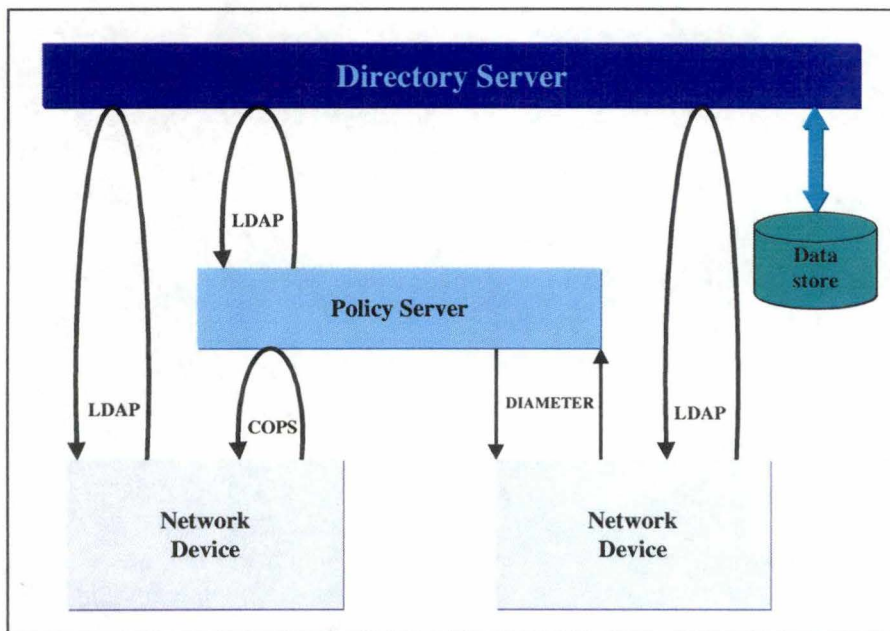 Directory Server
LDAP
Data
store
Policy Server
LDAP
COPS
DIAMETER
LDAP
Network
Device
Network
Device